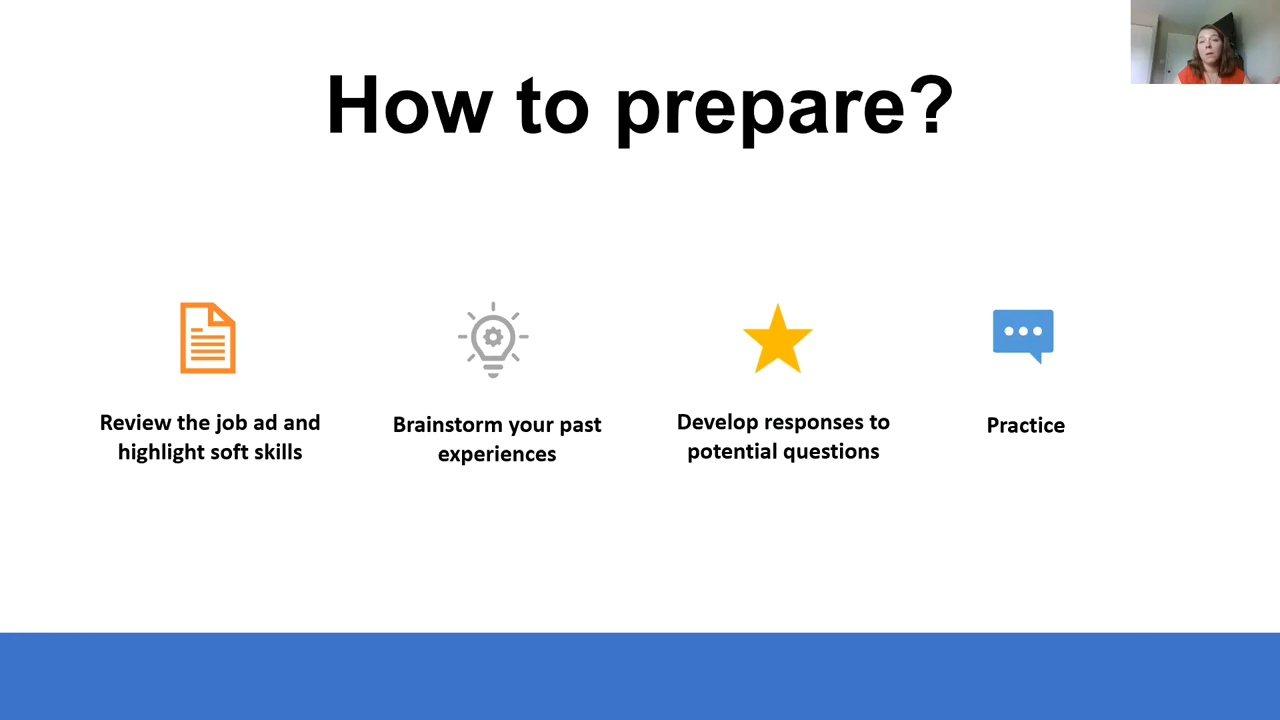 How to prepare?
Review the job ad and
highlight soft skills
Brainstorm your past
experiences
Develop responses to
potential questions
Practice